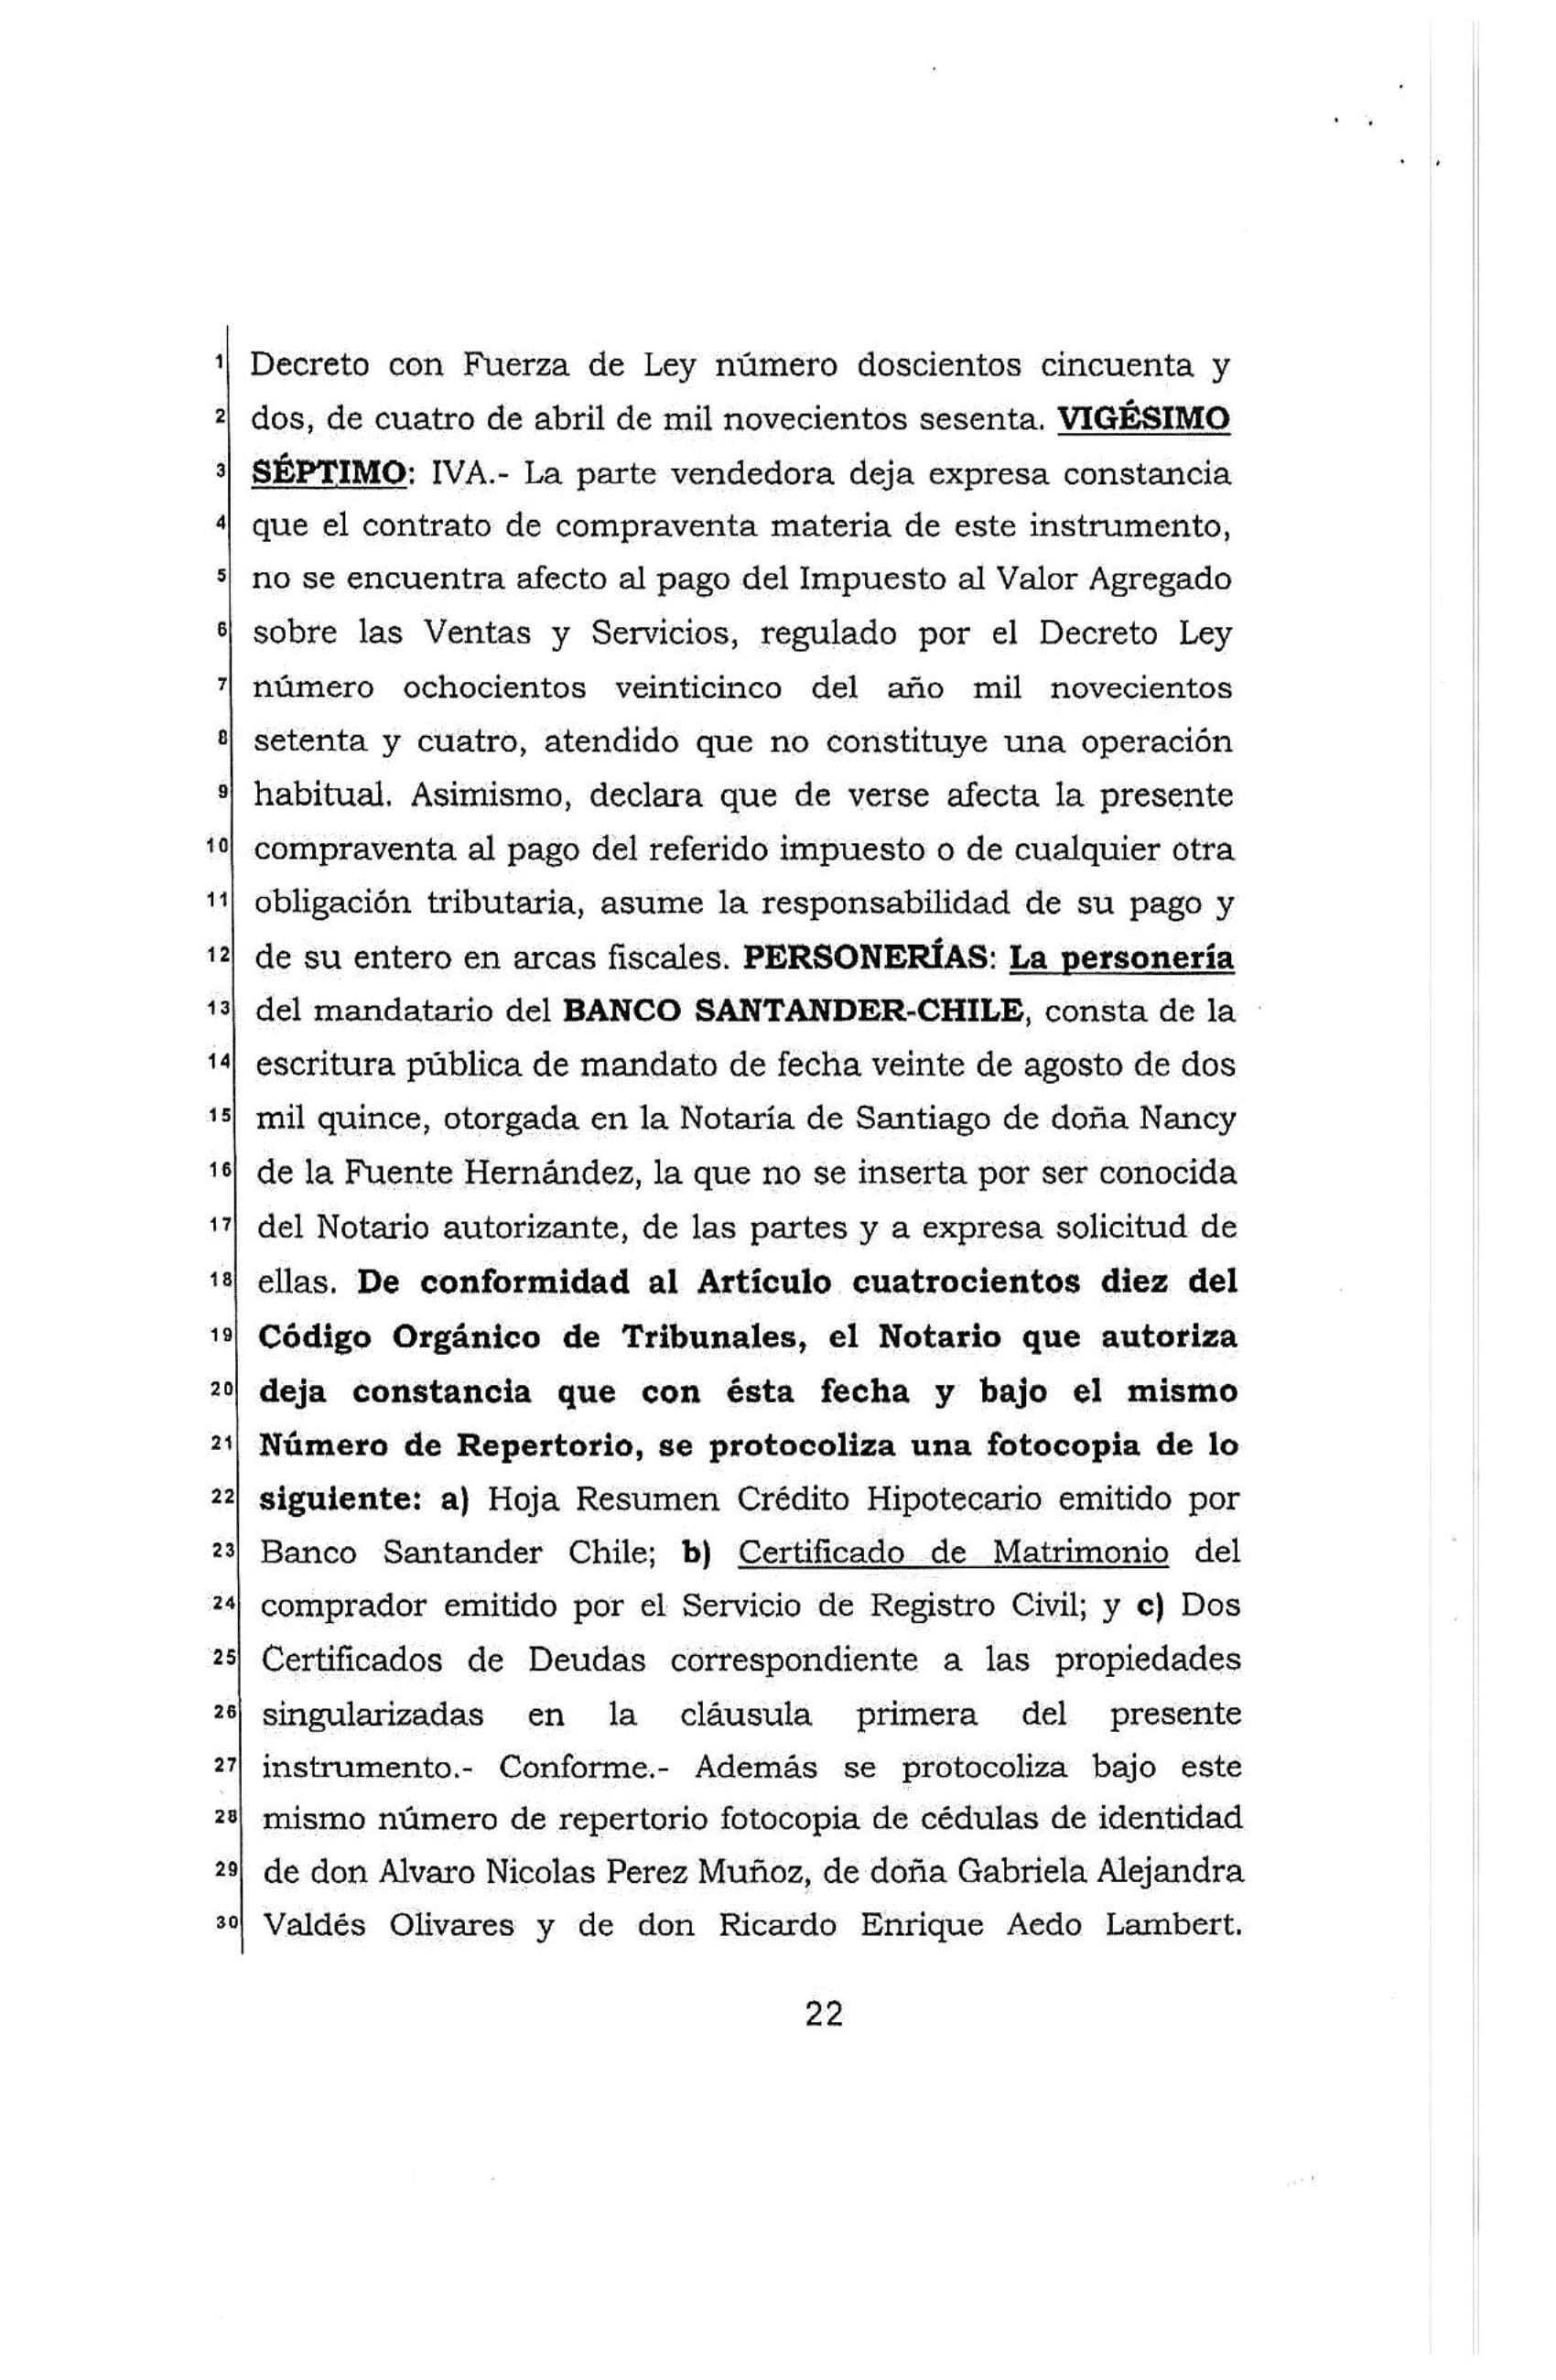 1 Decreto con Fuerza de Ley número doscientos cincuenta y
2 dos, de cuatro de abril de mil novecientos sesenta. VIGÉSIMO
3 SÉPTIMO: IVA.- La parte vendedora deja expresa constancia
4 que el contrato de compraventa materia de este instrumento,
5 no se encuentra afecto al pago del Impuesto al Valor Agregado
6 sobre las Ventas y Servicios, regulado por el Decreto Ley
7 número ochocientos veinticinco del año mil novecientos
8 setenta y cuatro, atendido que no constituye una operación
9 habitual. Asimismo, declara que de verse afecta la presente
10 compraventa al pago del referido impuesto o de cualquier otra
11 obligación tributaria, asume la responsabilidad de su pago y
12 de su entero en arcas fiscales. PERSONERÍAS: La personería
13 del mandatario del BANCO SANTANDER-CHILE, consta de la
14 escritura pública de mandato de fecha veinte de agosto de dos
15 mil quince, otorgada en la Notaría de Santiago de doña Nancy
16 de la Fuente Hernández, la que no se inserta por ser conocida
17 del Notario autorizante, de las partes y a expresa solicitud de
18 ellas. De conformidad al Artículo cuatrocientos diez del
19 Código Orgánico de Tribunales, el Notario que autoriza
20 deja constancia que con ésta fecha y bajo el mismo
21 Número de Repertorio, se protocoliza una fotocopia de lo
22 siguiente: a) Hoja Resumen Crédito Hipotecario emitido por
23 Banco Santander Chile; b) Certificado de Matrimonio del
24 comprador emitido por el Servicio de Registro Civil; y c) Dos
25 Certificados de Deudas correspondiente a las propiedades
26 singularizadas en la cláusula primera del presente
27 instrumento.- Conforme.- Además se protocoliza bajo este
28 mismo número de repertorio fotocopia de cédulas de identidad
29 de don Alvaro Nicolas Perez Muñoz, de doña Gabriela Alejandra
30 Valdés Olivares y de don Ricardo Enrique Aedo Lambert.
22